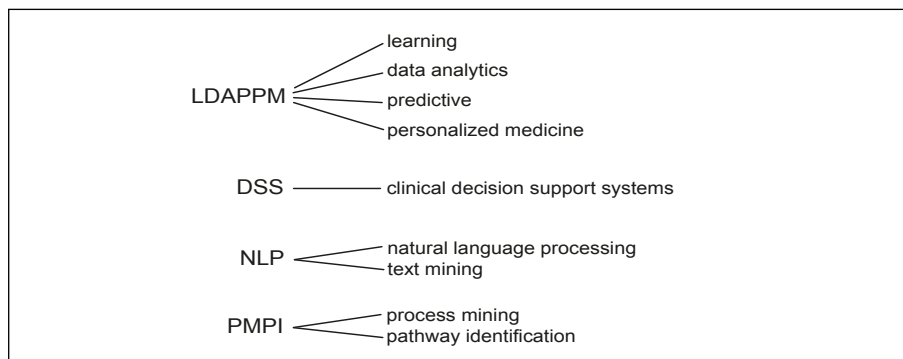 LDAPPM
learning
data analytics
predictive
personalized medicine
DSS
clinical decision support systems
NLP
natural language processing
text mining
PMPI
process mining
pathway identification